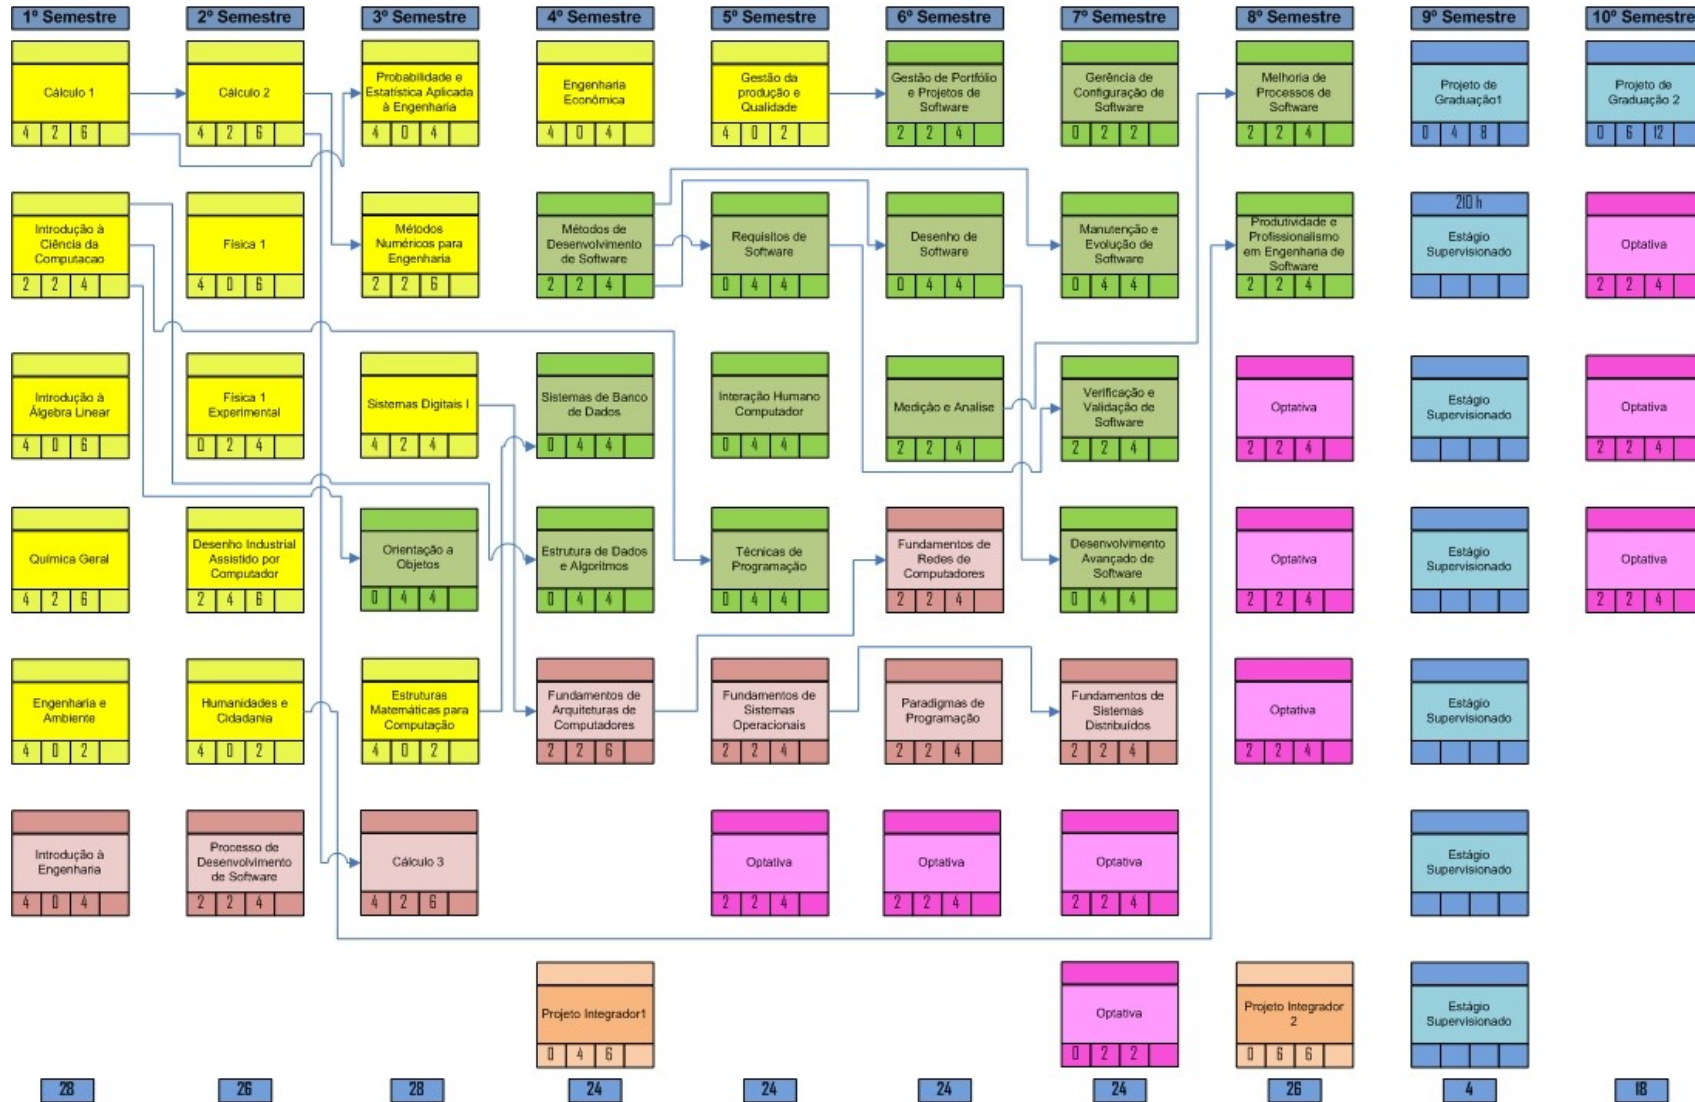 1º Semestre
2º Semestre
3º Semestre
4º Semestre
5º Semestre
6º Semestre
7º Semestre
8º Semestre
9º Semestre
10º Semestre
Cálculo 1
4 2 6
Cálculo 2
4 2 6
Probabilidade e
Estatística Aplicada
à Engenharia
4 0 4
Engenharia
Econômica
4 0 4
Gestão da
produção e
Qualidade
4 0 2
Gestão de Portfólio
e Projetos de
Software
2 2 4
Gerência de
Configuração de
Software
0 2 2
Melhoria de
Processos de
Software
2 2 4
Projeto de
Graduação1
0 4 8
Projeto de
Graduação 2
0 6 12
Introdução à
Ciência da
Computacao
2 2 4
Física 1
4 0 6
Métodos
Numéricos para
Engenharia
2 2 6
Métodos de
Desenvolvimento
de Software
2 2 4
Requisitos de
Software
0 4 4
Desenho de
Software
0 4 4
Manutenção e
Evolução de
Software
0 4 4
Produtividade e
Profissionalismo
em Engenharia de
Software
2 2 4
210 h
Estágio
Supervisionado
Optativa
2 2 4
Introdução à
Álgebra Linear
4 0 6
Física 1
Experimental
0 2 4
Sistemas Digitais I
4 2 4
Sistemas de Banco
de Dados
0 4 4
Interação Humano
Computador
0 4 4
Medição e Analise
2 2 4
Verificação e
Validação de
Software
2 2 4
Optativa
2 2 4
Estágio
Supervisionado
Optativa
2 2 4
Química Geral
4 2 6
Desenho Industrial
Assistido por
Computador
2 4 6
Orientação a
Objetos
0 4 4
Estrutura de Dados
e Algoritmos
0 4 4
Técnicas de
Programação
0 4 4
Fundamentos de
Redes de
Computadores
2 2 4
Desenvolvimento
Avançado de
Software
0 4 4
Optativa
2 2 4
Estágio
Supervisionado
Optativa
2 2 4
Engenharia e
Ambiente
4 0 2
Humanidades e
Cidadania
4 0 2
Estruturas
Matemáticas para
Computação
4 0 2
Fundamentos de
Arquiteturas de
Computadores
2 2 6
Fundamentos de
Sistemas
Operacionais
2 2 4
Paradigmas de
Programação
2 2 4
Fundamentos de
Sistemas
Distribuídos
2 2 4
Optativa
2 2 4
Estágio
Supervisionado
Introdução à
Engenharia
4 0 4
Processo de
Desenvolvimento
de Software
2 2 4
Cálculo 3
4 2 6
Optativa
2 2 4
Optativa
2 2 4
Optativa
2 2 4
Estágio
Supervisionado
Projeto Integrador1
0 4 6
Optativa
0 2 2
Projeto Integrador
2
0 6 6
Estágio
Supervisionado
28
26
28
24
24
24
24
26
4
18